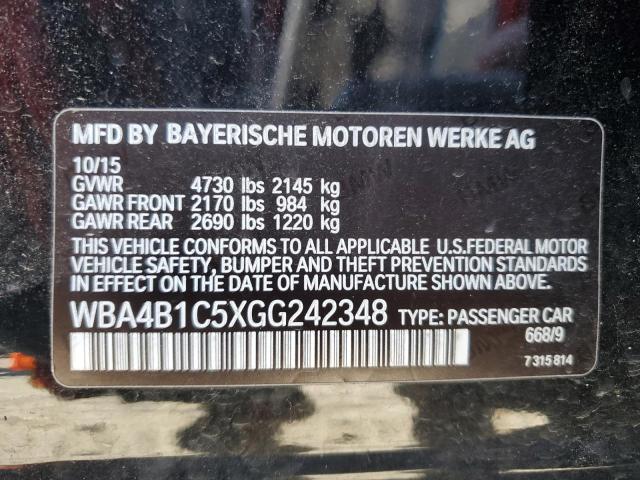 MFD BY BAYERISCHE MOTOREN WERKE AG
10/15
GVWR 4730 lbs 2145 kg
GAWR FRONT 2170 lbs 984 kg
GAWR REAR 2690 lbs 1220 kg
THIS VEHICLE CONFORMS TO ALL APPLICABLE U.S.FEDERAL MOTOR
VEHICLE SAFETY, BUMPER AND THEFT PREVENTION STANDARDS
IN EFFECT ON THE DATE OF MANUFACTURE SHOWN ABOVE.
WBA4B1C5XGG242348 TYPE: PASSENGER CAR
668/9
7 315 814